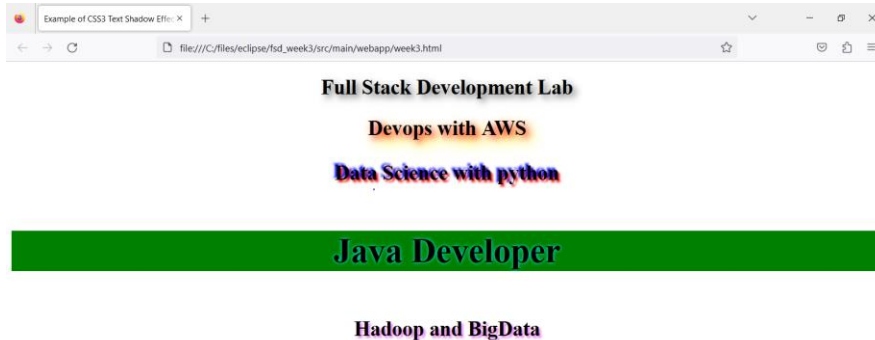 Example of CSS3 Text Shadow Effe
file:///C:/files/eclipse/fsd_week3/src/main/webapp/week3.html
Full Stack Development Lab
Devops with AWS
Data Science with python
Java Developer
Hadoop and BigData